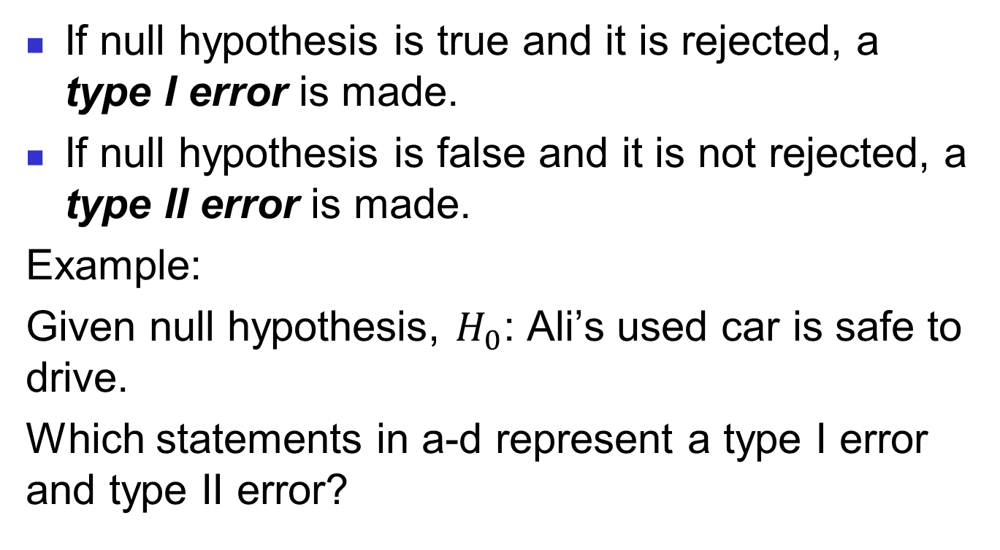 ▪ If null hypothesis is true and it is rejected, a
type I error is made.
▪ If null hypothesis is false and it is not rejected, a
type II error is made.
Example:
Given null hypothesis, H₀: Ali’s used car is safe to
drive.
Which statements in a-d represent a type I error
and type II error?